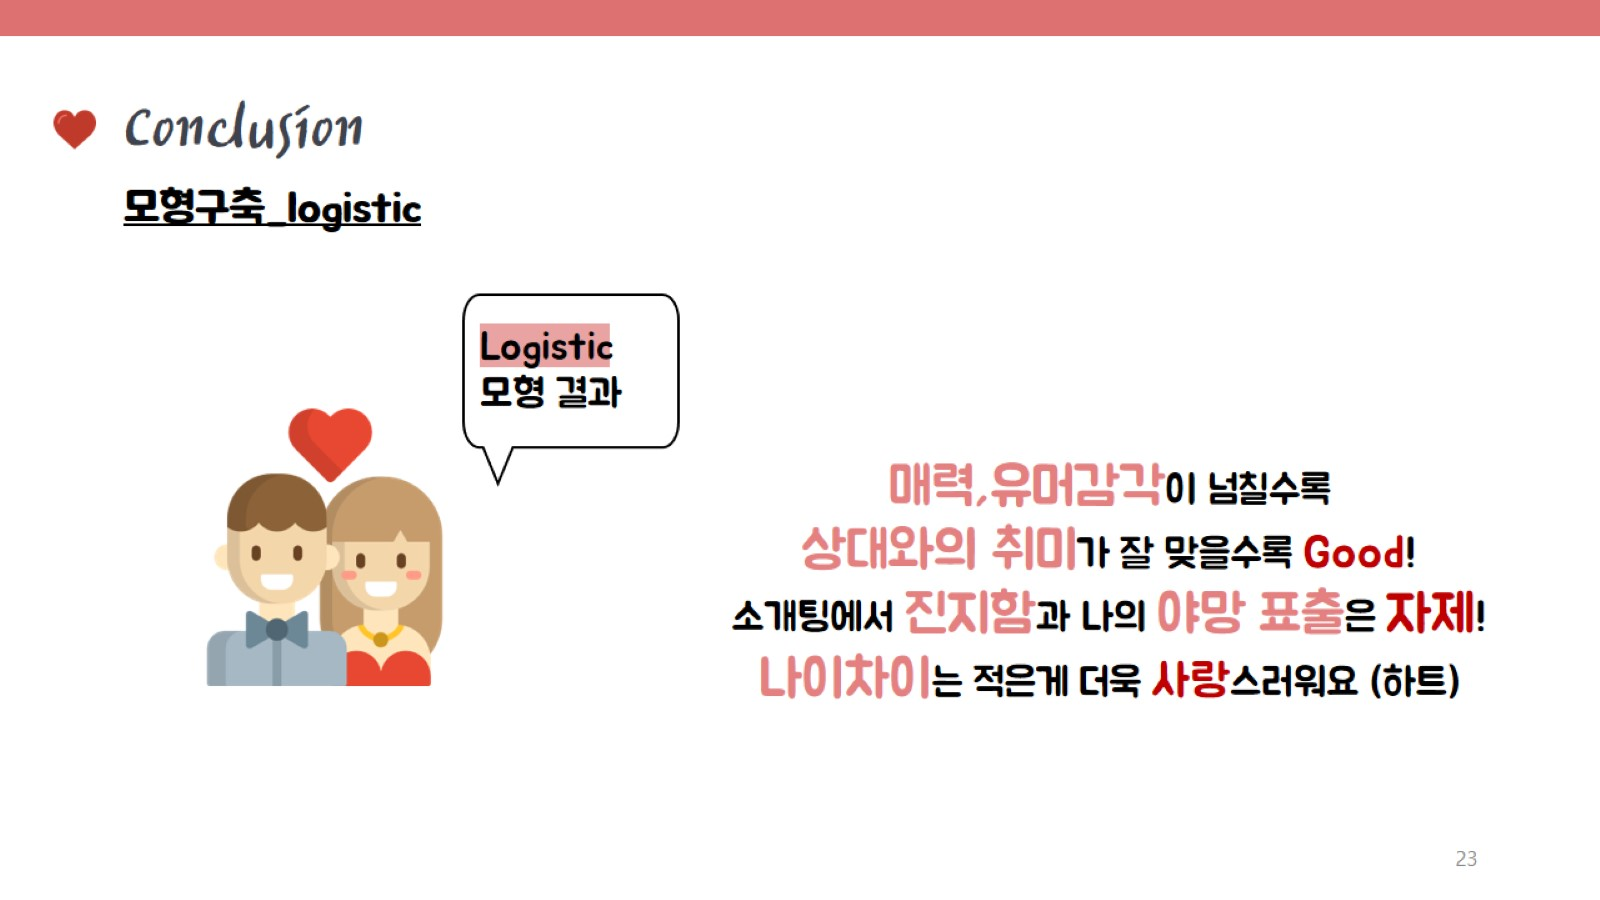 Conclusion
모형구축_logistic
Logistic
모형 결과
매력,유머감각이 넘칠수록
상대와의 취미가 잘 맞을수록 Good!
소개팅에서 진지함과 나의 야망 표출은 자제!
나이차이는 적은게 더욱 사랑스러워요 (하트)
23